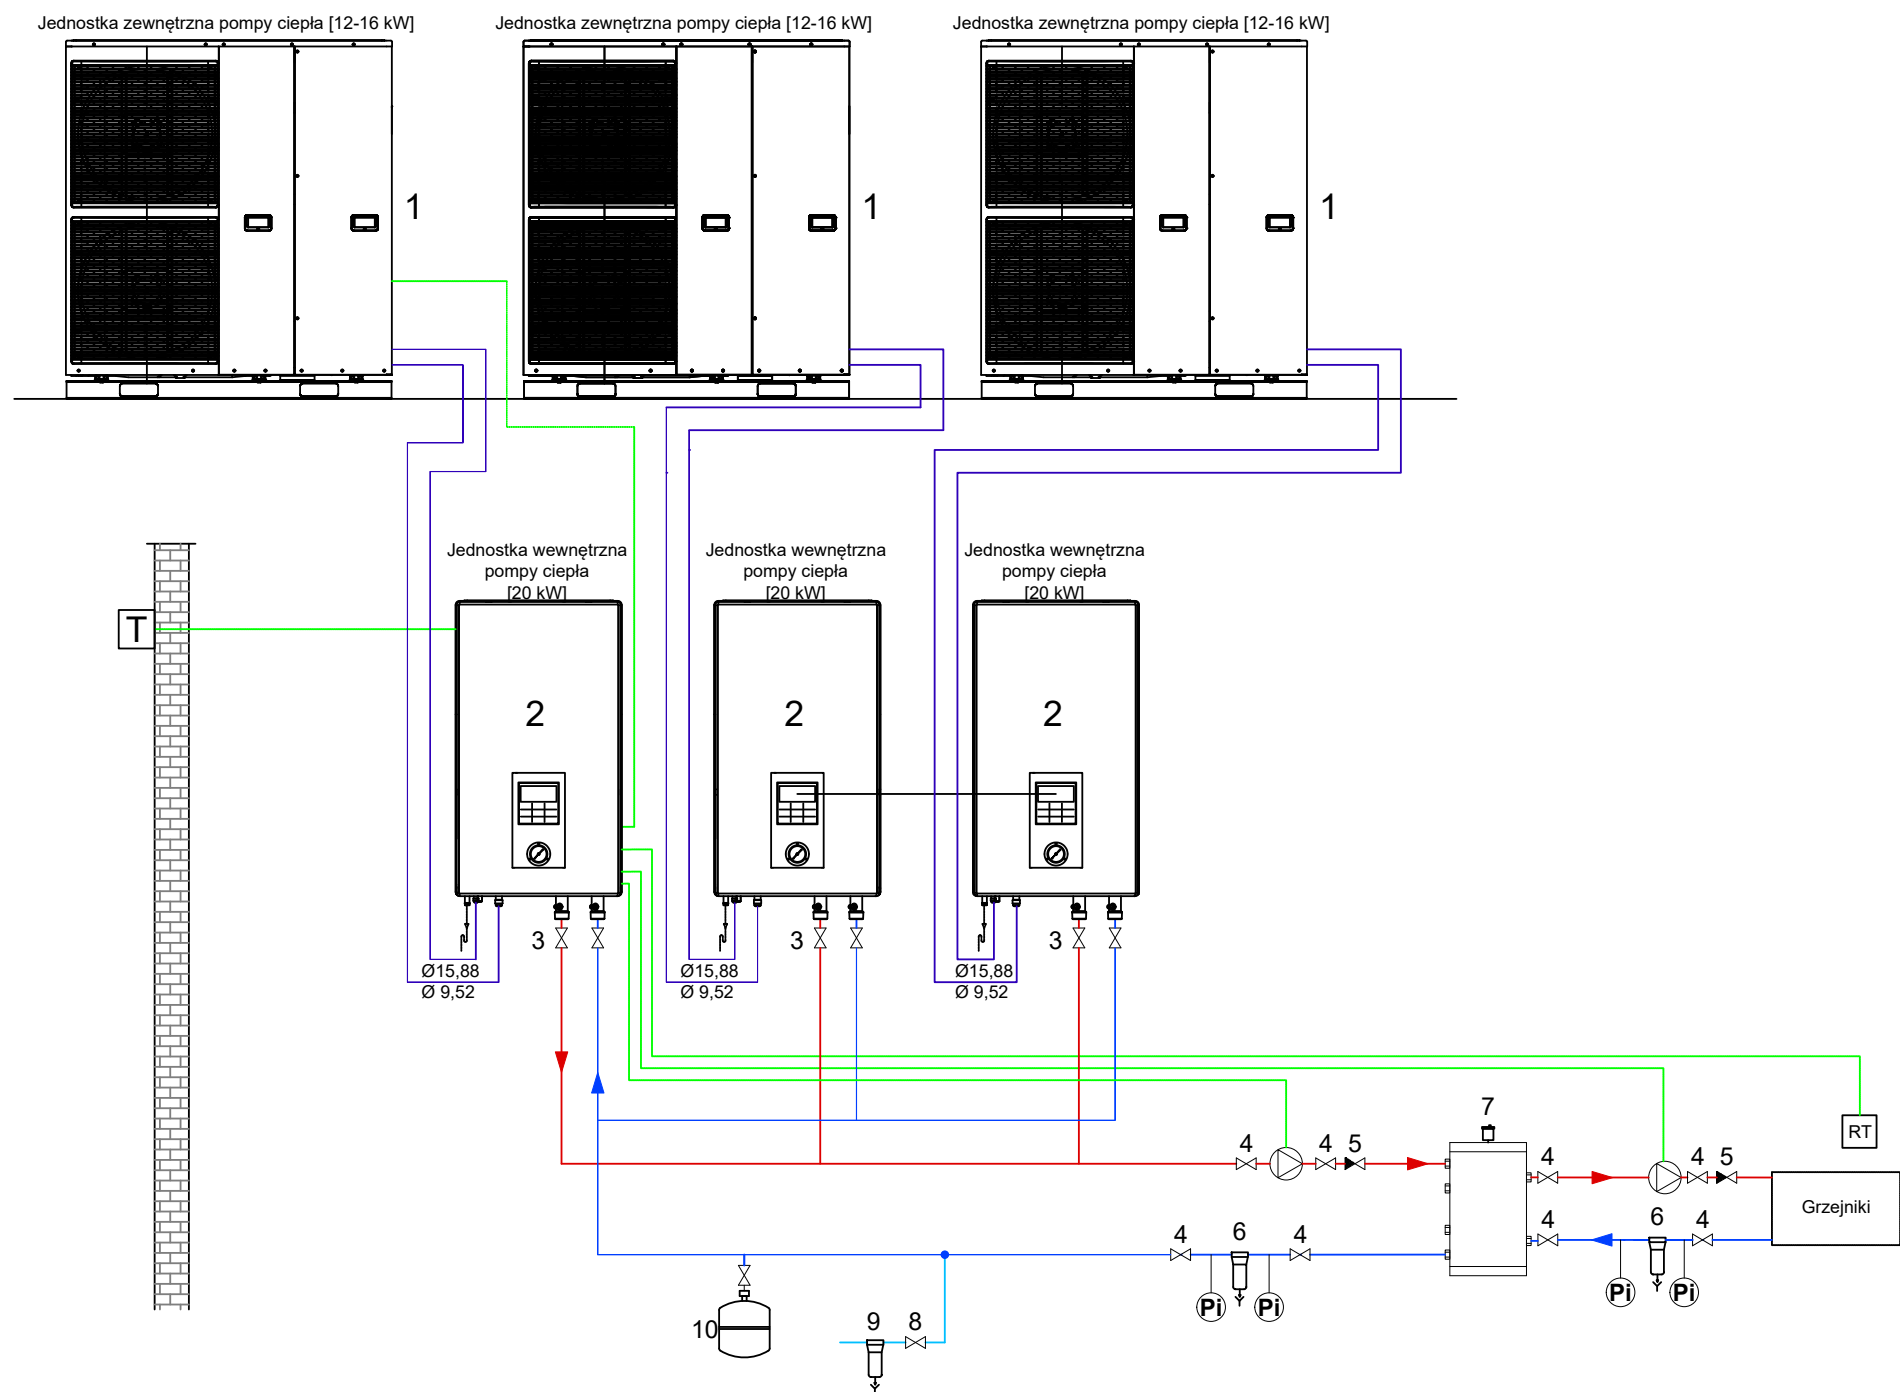 Jednostka zewnętrzna pompy ciepła [12-16 kW]
Jednostka zewnętrzna pompy ciepła [12-16 kW]
Jednostka zewnętrzna pompy ciepła [12-16 kW]
1
1
1
Jednostka wewnętrzna
pompy ciepła
[20 kW]
Jednostka wewnętrzna
pompy ciepła
[20 kW]
Jednostka wewnętrzna
pompy ciepła
[20 kW]
T
2
2
2
3
3
3
Ø15,88
Ø 9,52
Ø15,88
Ø 9,52
Ø15,88
Ø 9,52
7
RT
4
4
5
4
4
5
Grzejniki
4
6
4
4
6
4
Pi
Pi
Pi
Pi
10
9
8